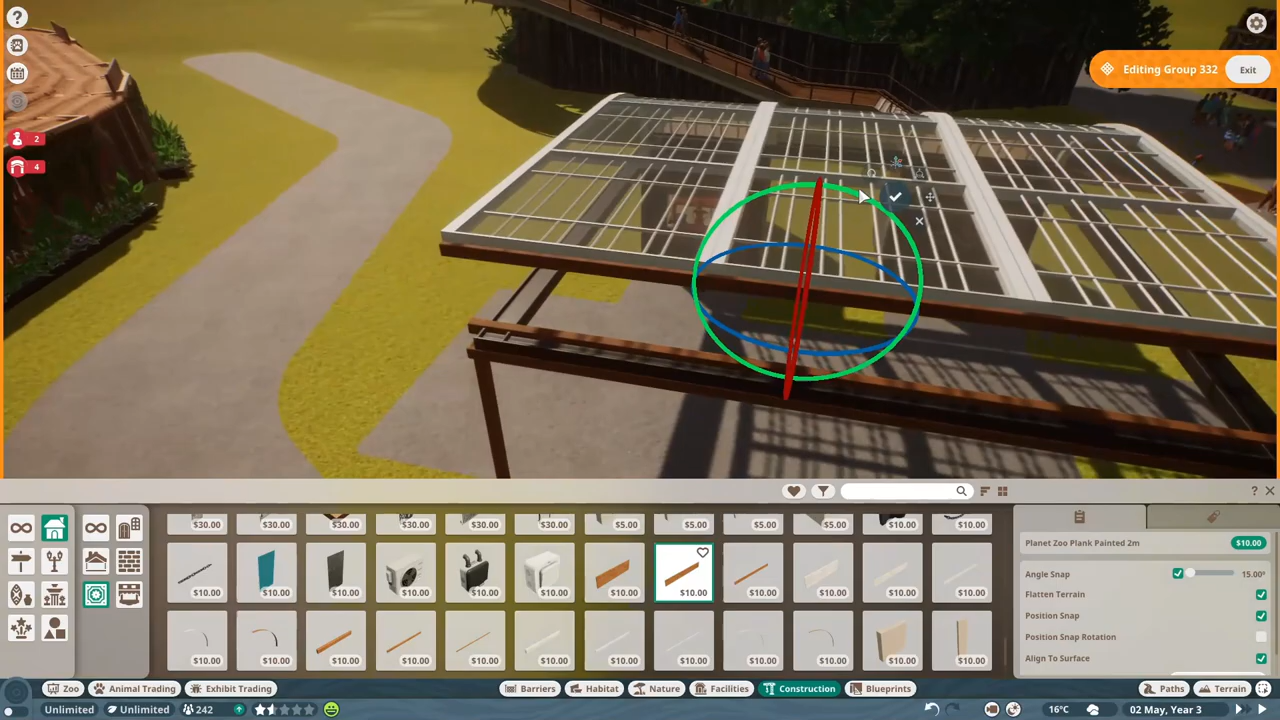 ?
Editing Group 332
Exit
2
4
?
$30.00 $30.00 $30.00 $30.00 $30.00 $30.00 $5.00 $5.00 $5.00 $10.00 $10.00 $10.00
Planet Zoo Plank Painted 2m $10.00
Angle Snap 15.00°
$10.00 $10.00 $10.00 $10.00 $10.00 $10.00 $10.00 $10.00 $10.00 $10.00 $10.00 $10.00
Flatten Terrain
Position Snap
Position Snap Rotation
Align To Surface
$10.00 $10.00 $10.00 $10.00 $10.00 $10.00 $10.00 $10.00 $10.00 $10.00 $10.00 $10.00
Zoo Animal Trading Exhibit Trading Barriers Habitat Nature Facilities Construction Blueprints Paths Terrain
Unlimited Unlimited 242 16°C 02 May, Year 3